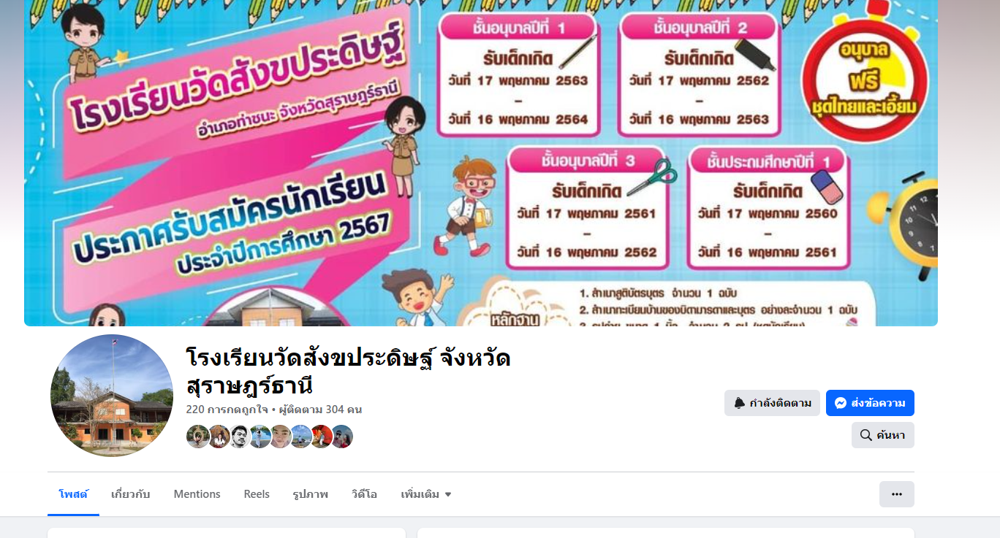 โรงเรียนวัดสังขประดิษฐ์
อำเภอท่าชนะ จังหวัดสุราษฎร์ธานี
ประกาศรับสมัครนักเรียน
ประจำปีการศึกษา 2567
ชั้นอนุบาลปีที่ 1
รับเด็กเกิด
วันที่ 17 พฤษภาคม 2563
–
วันที่ 16 พฤษภาคม 2564
ชั้นอนุบาลปีที่ 2
รับเด็กเกิด
วันที่ 17 พฤษภาคม 2562
–
วันที่ 16 พฤษภาคม 2563
อนุบาล
ฟรี
ชุดไทยและเอี้ยม
ชั้นอนุบาลปีที่ 3
รับเด็กเกิด
วันที่ 17 พฤษภาคม 2561
–
วันที่ 16 พฤษภาคม 2562
ชั้นประถมศึกษาปีที่ 1
รับเด็กเกิด
วันที่ 17 พฤษภาคม 2560
–
วันที่ 16 พฤษภาคม 2561
หลักฐาน
1. สำเนาสูติบัตรบุตร จำนวน 1 ฉบับ
2. สำเนาทะเบียนบ้านของบิดามารดาและบุตร อย่างละจำนวน 1 ฉบับ
โรงเรียนวัดสังขประดิษฐ์ จังหวัด
สุราษฎร์ธานี
220 การกดถูกใจ • ผู้ติดตาม 304 คน
กำลังติดตาม
ส่งข้อความ
ค้นหา
โพสต์ เกี่ยวกับ Mentions Reels รูปภาพ วิดีโอ เพิ่มเติม